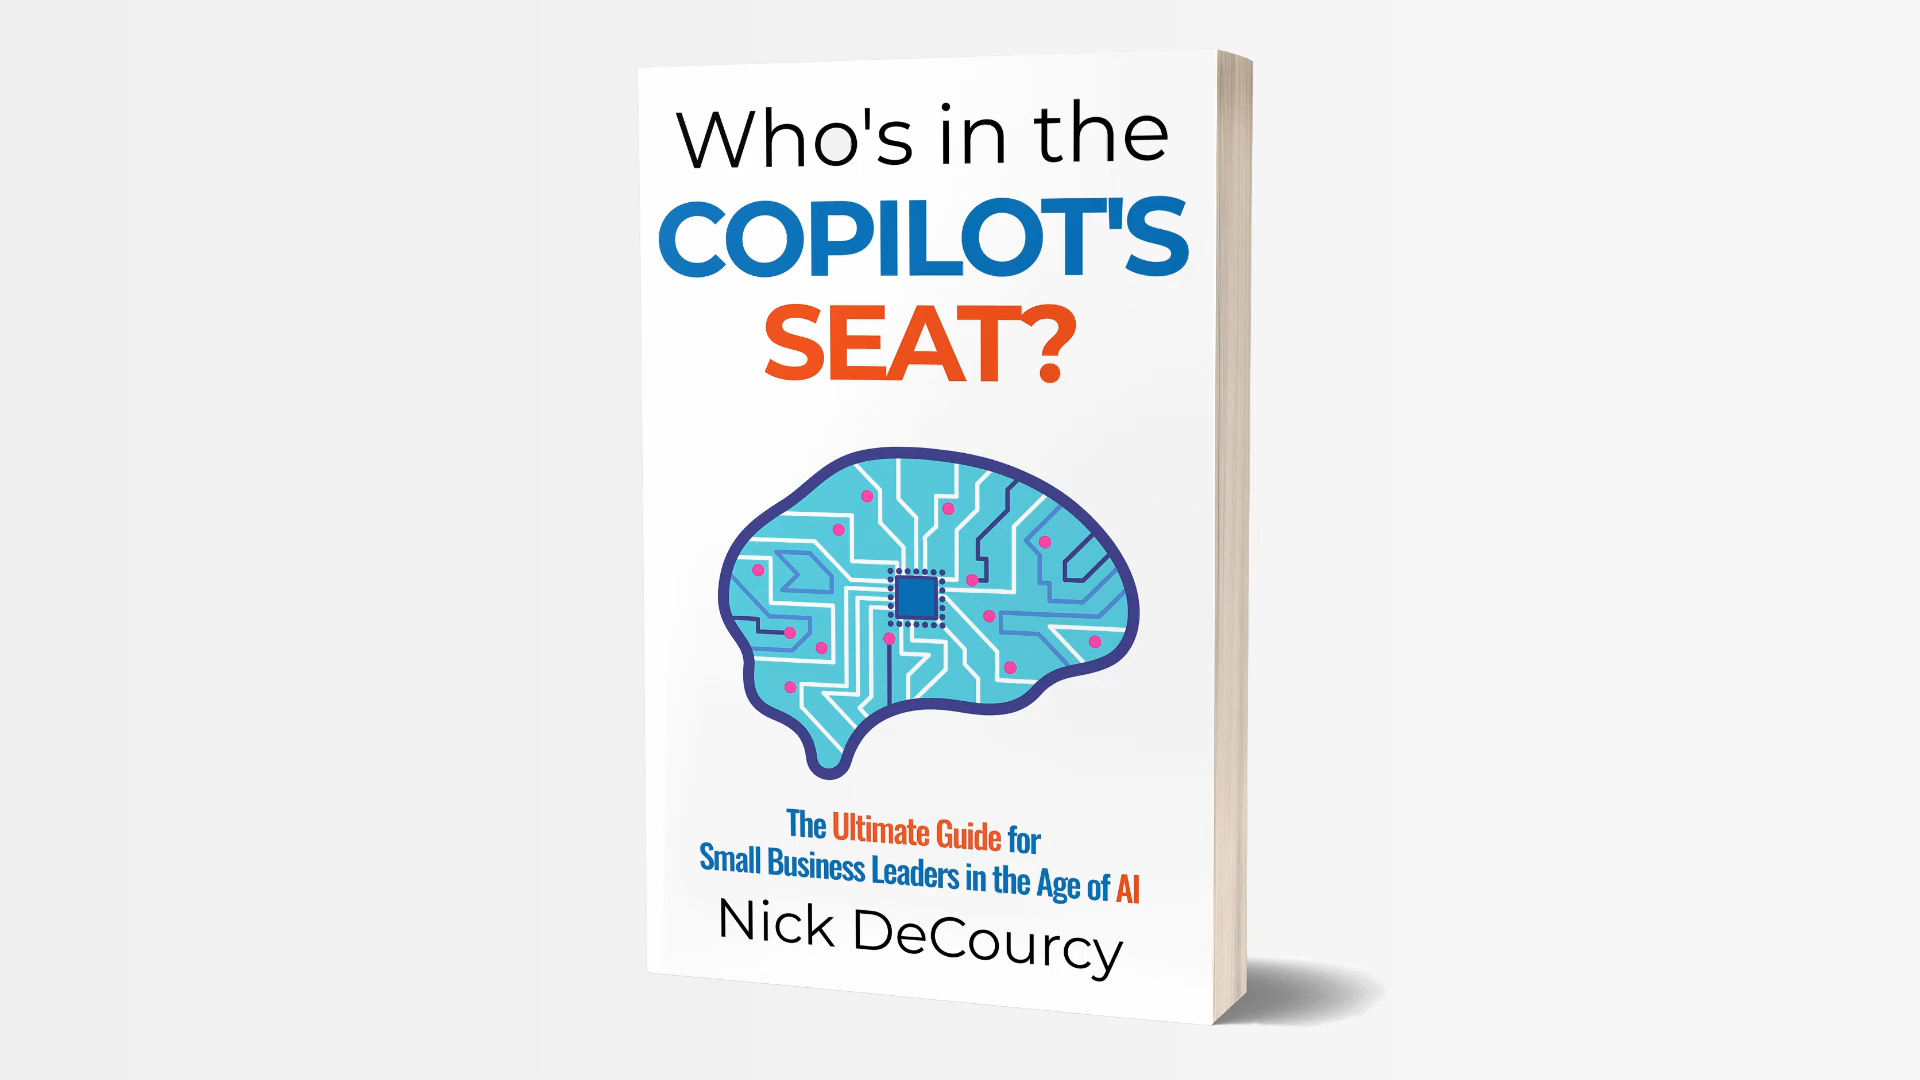 Who's in the
COPILOT'S
SEAT?
The Ultimate Guide for
Small Business Leaders in the Age of AI
Nick DeCourcy